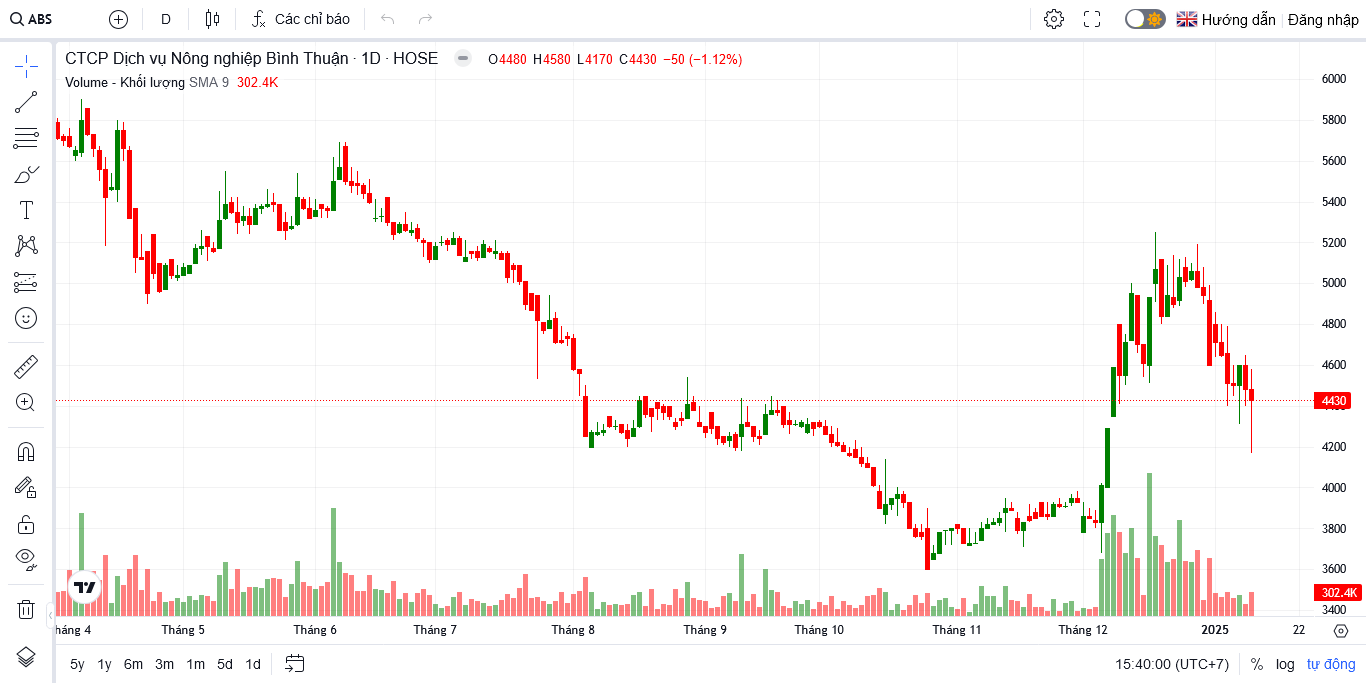 ABS D Các chỉ báo Hướng dẫn Đăng nhập
CTCP Dịch vụ Nông nghiệp Bình Thuận · 1D · HOSE O4480 H4580 L4170 C4430 −50 (−1.12%)
Volume - Khối lượng SMA 9 302.4K
6000
5800
5600
5400
5200
5000
4800
4600
4430
4200
4000
3800
3600
302.4K
3400
háng 4 Tháng 5 Tháng 6 Tháng 7 Tháng 8 Tháng 9 Tháng 10 Tháng 11 Tháng 12 2025 22
5y 1y 6m 3m 1m 5d 1d 15:40:00 (UTC+7) % log tự động